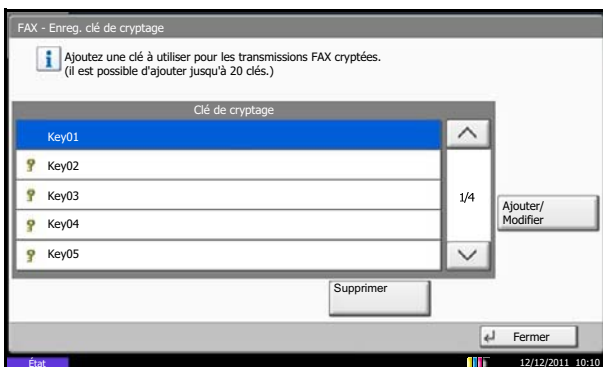 FAX - Enreg. clé de cryptage
Ajoutez une clé à utiliser pour les transmissions FAX cryptées.
(il est possible d'ajouter jusqu'à 20 clés.)
Clé de cryptage
Key01
Key02
Key03
Key04
Key05
1/4
Ajouter/
Modifier
Supprimer
Fermer
État
12/12/2011 10:10